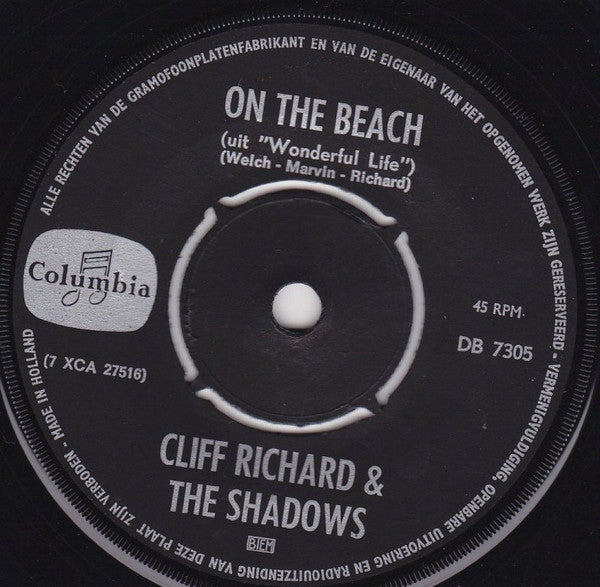 ALLE RECHTEN VAN DE GRAMOFOONPLATENFABRIKANT EN VAN DE EIGENAAR VAN HET OPGENOMEN WERK ZIJN GERESERVEERD - VERMENIGVULDIGING, OPENBARE UITVOERING EN RADIOUITZENDING VAN DEZE PLAAT ZIJN VERBODEN - MADE IN HOLLAND
ON THE BEACH
(uit "Wonderful Life")
(Welch - Marvin - Richard)
Columbia
45 RPM.
DB 7305
(7 XCA 27516)
CLIFF RICHARD &
THE SHADOWS
BIEM